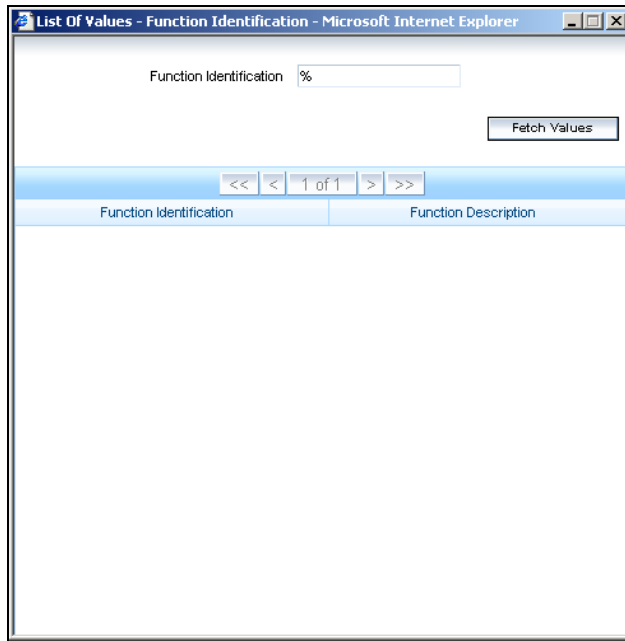 List Of Values - Function Identification - Microsoft Internet Explorer
Function Identification %
Fetch Values
<< < 1 of 1 > >>
Function Identification Function Description